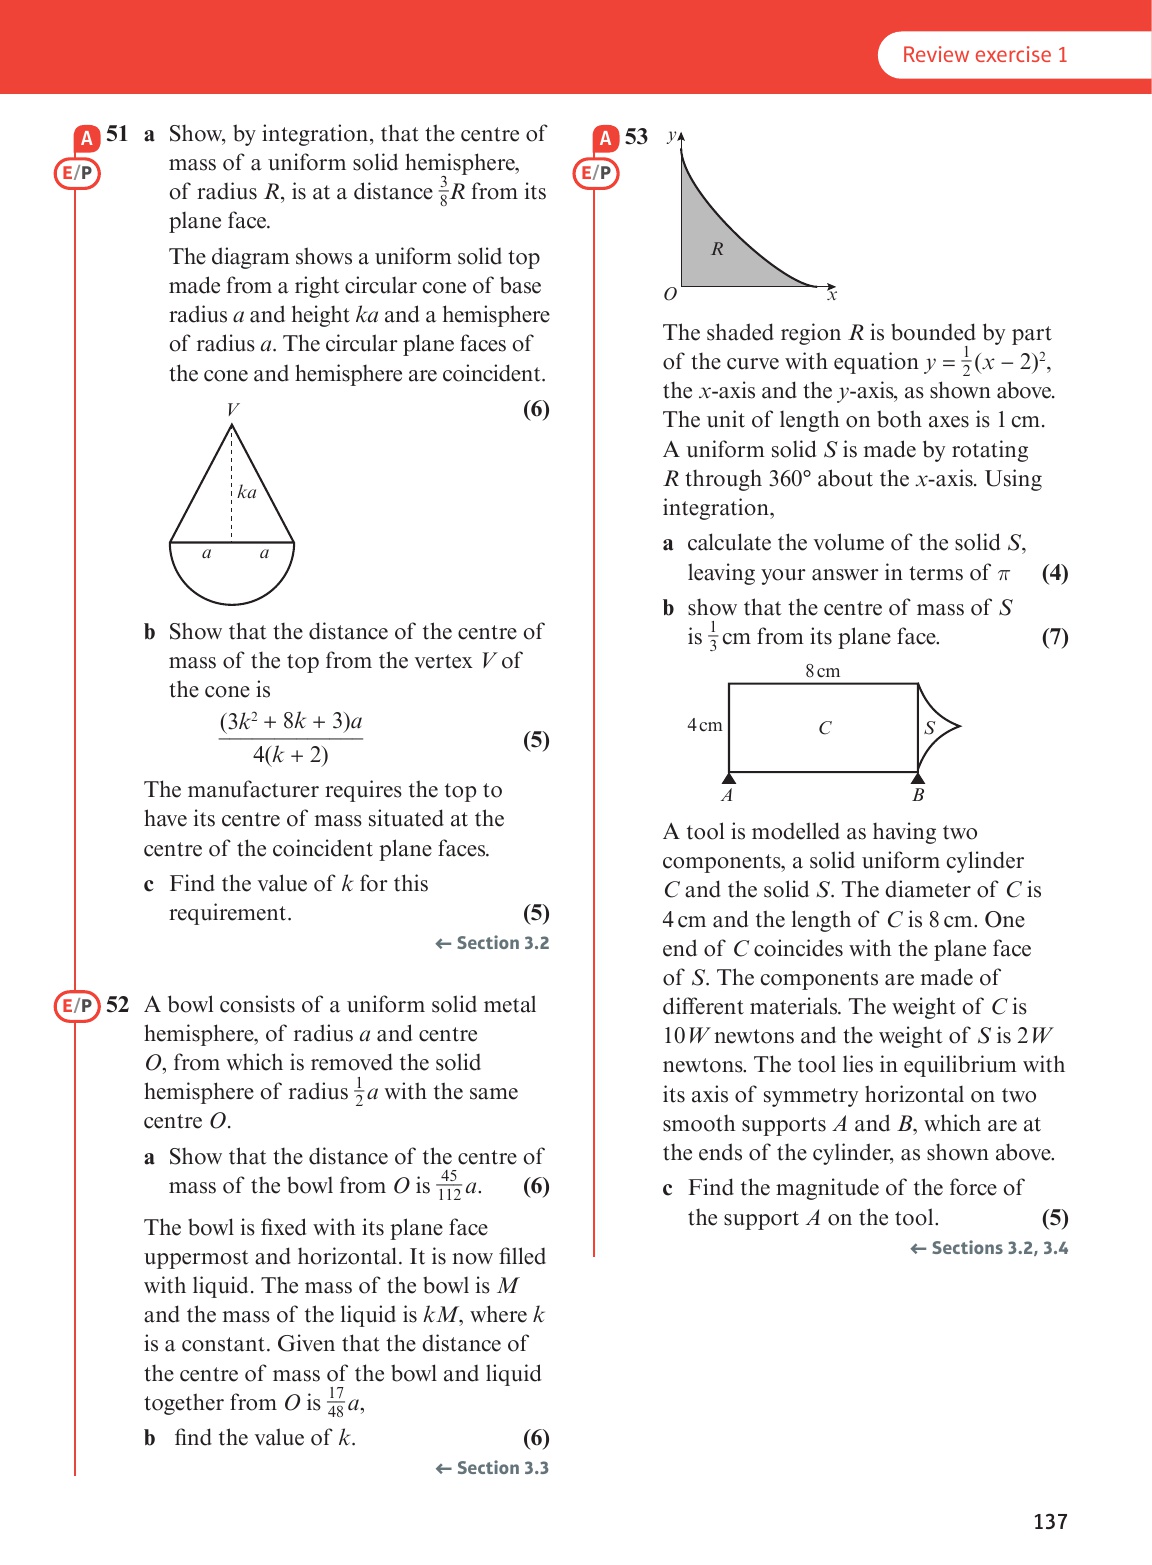 Review exercise 1
A 51 a Show, by integration, that the centre of
E/P mass of a uniform solid hemisphere,
of radius R, is at a distance 3/8 R from its
plane face.
The diagram shows a uniform solid top
made from a right circular cone of base
radius a and height ka and a hemisphere
of radius a. The circular plane faces of
the cone and hemisphere are coincident.
(6)
V
ka
a a
b Show that the distance of the centre of
mass of the top from the vertex V of
the cone is
(3k² + 8k + 3)a
4(k + 2)
(5)
The manufacturer requires the top to
have its centre of mass situated at the
centre of the coincident plane faces.
c Find the value of k for this
requirement. (5)
← Section 3.2
E/P 52 A bowl consists of a uniform solid metal
hemisphere, of radius a and centre
O, from which is removed the solid
hemisphere of radius 1/2 a with the same
centre O.
a Show that the distance of the centre of
mass of the bowl from O is 45/112 a. (6)
The bowl is fixed with its plane face
uppermost and horizontal. It is now filled
with liquid. The mass of the bowl is M
and the mass of the liquid is kM, where k
is a constant. Given that the distance of
the centre of mass of the bowl and liquid
together from O is 17/48 a,
b find the value of k. (6)
← Section 3.3
A 53
E/P
y
R
O x
The shaded region R is bounded by part
of the curve with equation y = 1/2 (x − 2)²,
the x-axis and the y-axis, as shown above.
The unit of length on both axes is 1 cm.
A uniform solid S is made by rotating
R through 360° about the x-axis. Using
integration,
a calculate the volume of the solid S,
leaving your answer in terms of π (4)
b show that the centre of mass of S
is 1/3 cm from its plane face. (7)
8 cm
4 cm C S
A B
A tool is modelled as having two
components, a solid uniform cylinder
C and the solid S. The diameter of C is
4 cm and the length of C is 8 cm. One
end of C coincides with the plane face
of S. The components are made of
different materials. The weight of C is
10W newtons and the weight of S is 2W
newtons. The tool lies in equilibrium with
its axis of symmetry horizontal on two
smooth supports A and B, which are at
the ends of the cylinder, as shown above.
c Find the magnitude of the force of
the support A on the tool. (5)
← Sections 3.2, 3.4
137